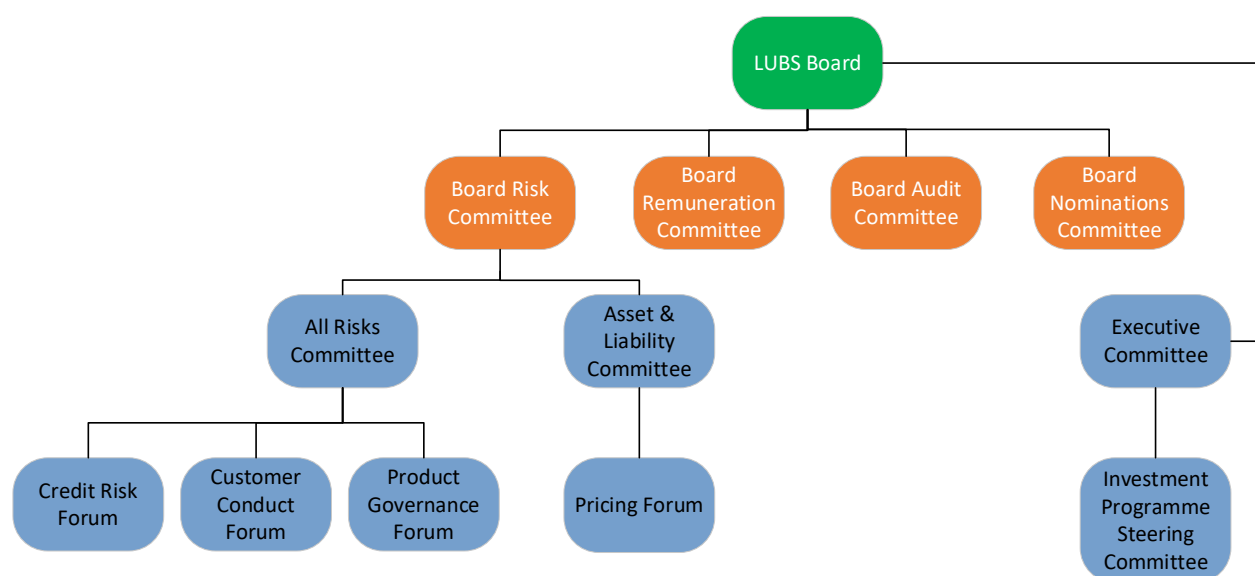 LUBS Board
Board Risk
Committee
Board
Remuneration
Committee
Board Audit
Committee
Board
Nominations
Committee
All Risks
Committee
Asset &
Liability
Committee
Executive
Committee
Credit Risk
Forum
Customer
Conduct
Forum
Product
Governance
Forum
Pricing Forum
Investment
Programme
Steering
Committee